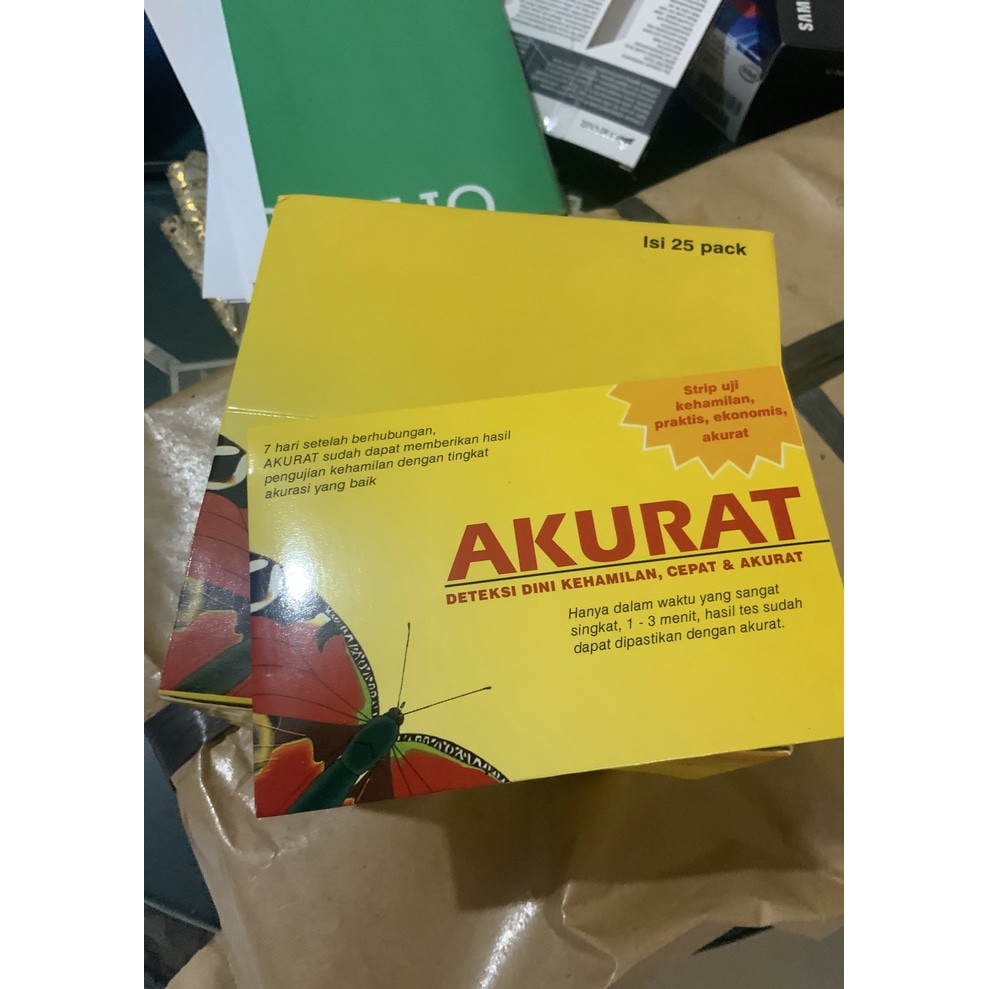 Isi 25 pack
Strip uji
kehamilan,
praktis, ekonomis,
akurat
7 hari setelah berhubungan,
AKURAT sudah dapat memberikan hasil
pengujian kehamilan dengan tingkat
akurasi yang baik
AKURAT
DETEKSI DINI KEHAMILAN, CEPAT & AKURAT
Hanya dalam waktu yang sangat
singkat, 1 - 3 menit, hasil tes sudah
dapat dipastikan dengan akurat.